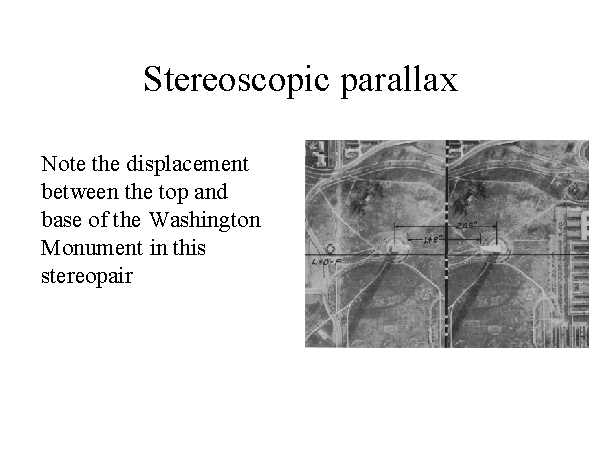 Stereoscopic parallax
Note the displacement
between the top and
base of the Washington
Monument in this
stereopair